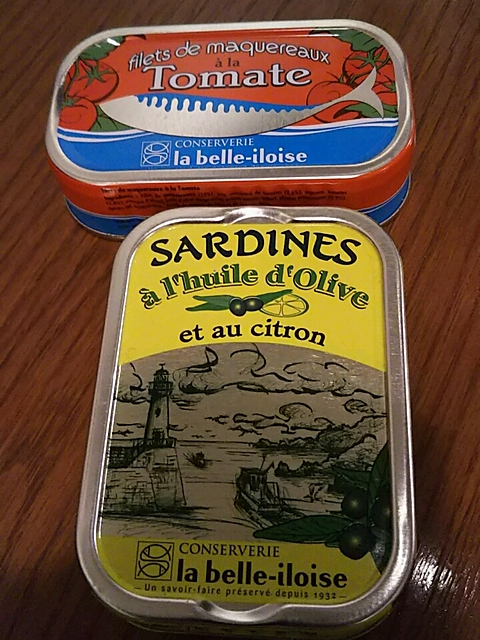 filets de maquereaux
à la
Tomate
CONSERVERIE
la belle-iloise
SARDINES
à l'huile d'Olive
et au citron
CONSERVERIE
la belle-iloise
Un savoir-faire préservé depuis 1932